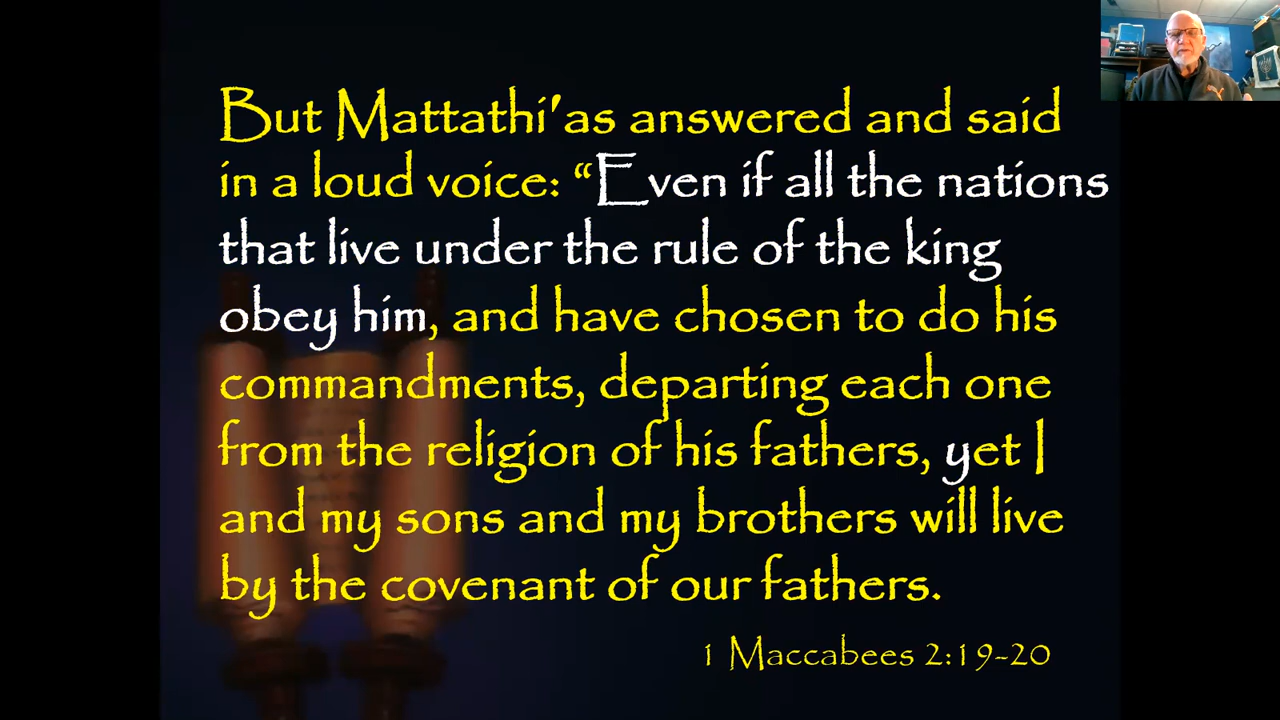 But Mattathi'as answered and said
in a loud voice: “Even if all the nations
that live under the rule of the king
obey him, and have chosen to do his
commandments, departing each one
from the religion of his fathers, yet I
and my sons and my brothers will live
by the covenant of our fathers.
1 Maccabees 2:19-20